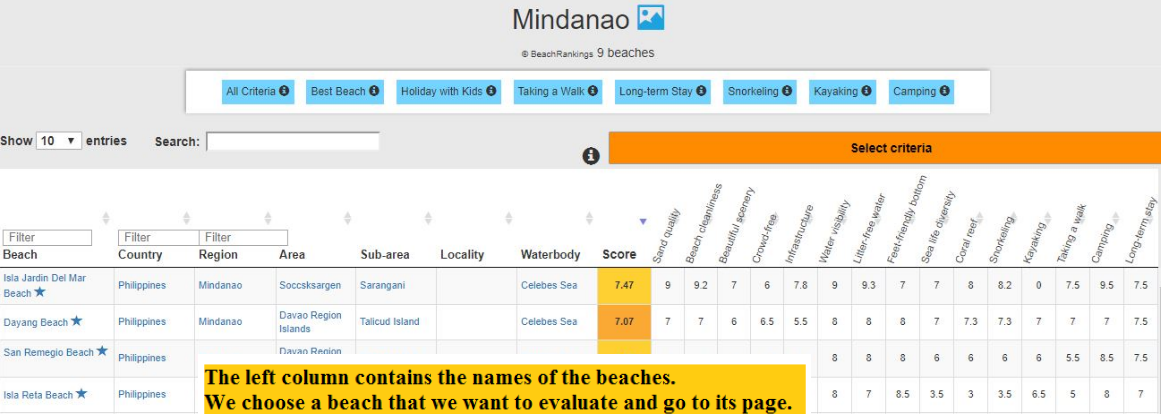 Mindanao
© BeachRankings 9 beaches
All Criteria Best Beach Holiday with Kids Taking a Walk Long-term Stay Snorkeling Kayaking Camping
Show 10 entries Search:
Select criteria
Filter Filter Filter
Beach Country Region Area Sub-area Locality Waterbody Score Sand quality Beach cleanliness Beautiful scenery Crowd-free Infrastructure Water visibility Litter-free water Feet-friendly bottom Sea life diversity Coral reef Snorkeling Kayaking Taking a walk Camping Long-term stay
Isla Jardin Del Mar
Beach ★ Philippines Mindanao Soccsksargen Sarangani Celebes Sea 7.47 9 9.2 7 6 7.8 9 9.3 7 7 8 8.2 0 7.5 9.5 7.5
Dayang Beach ★ Philippines Mindanao Davao Region
Islands Talicud Island Celebes Sea 7.07 7 7 6 6.5 5.5 8 8 8 7 7.3 7.3 7 7 7 7.5
San Remegio Beach ★ Philippines Davao Region 8 8 8 6 6 6 6 5.5 8.5 7.5
Isla Reta Beach ★ Philippines 8 7 8.5 3.5 3 3.5 6.5 5 8 7
The left column contains the names of the beaches.
We choose a beach that we want to evaluate and go to its page.